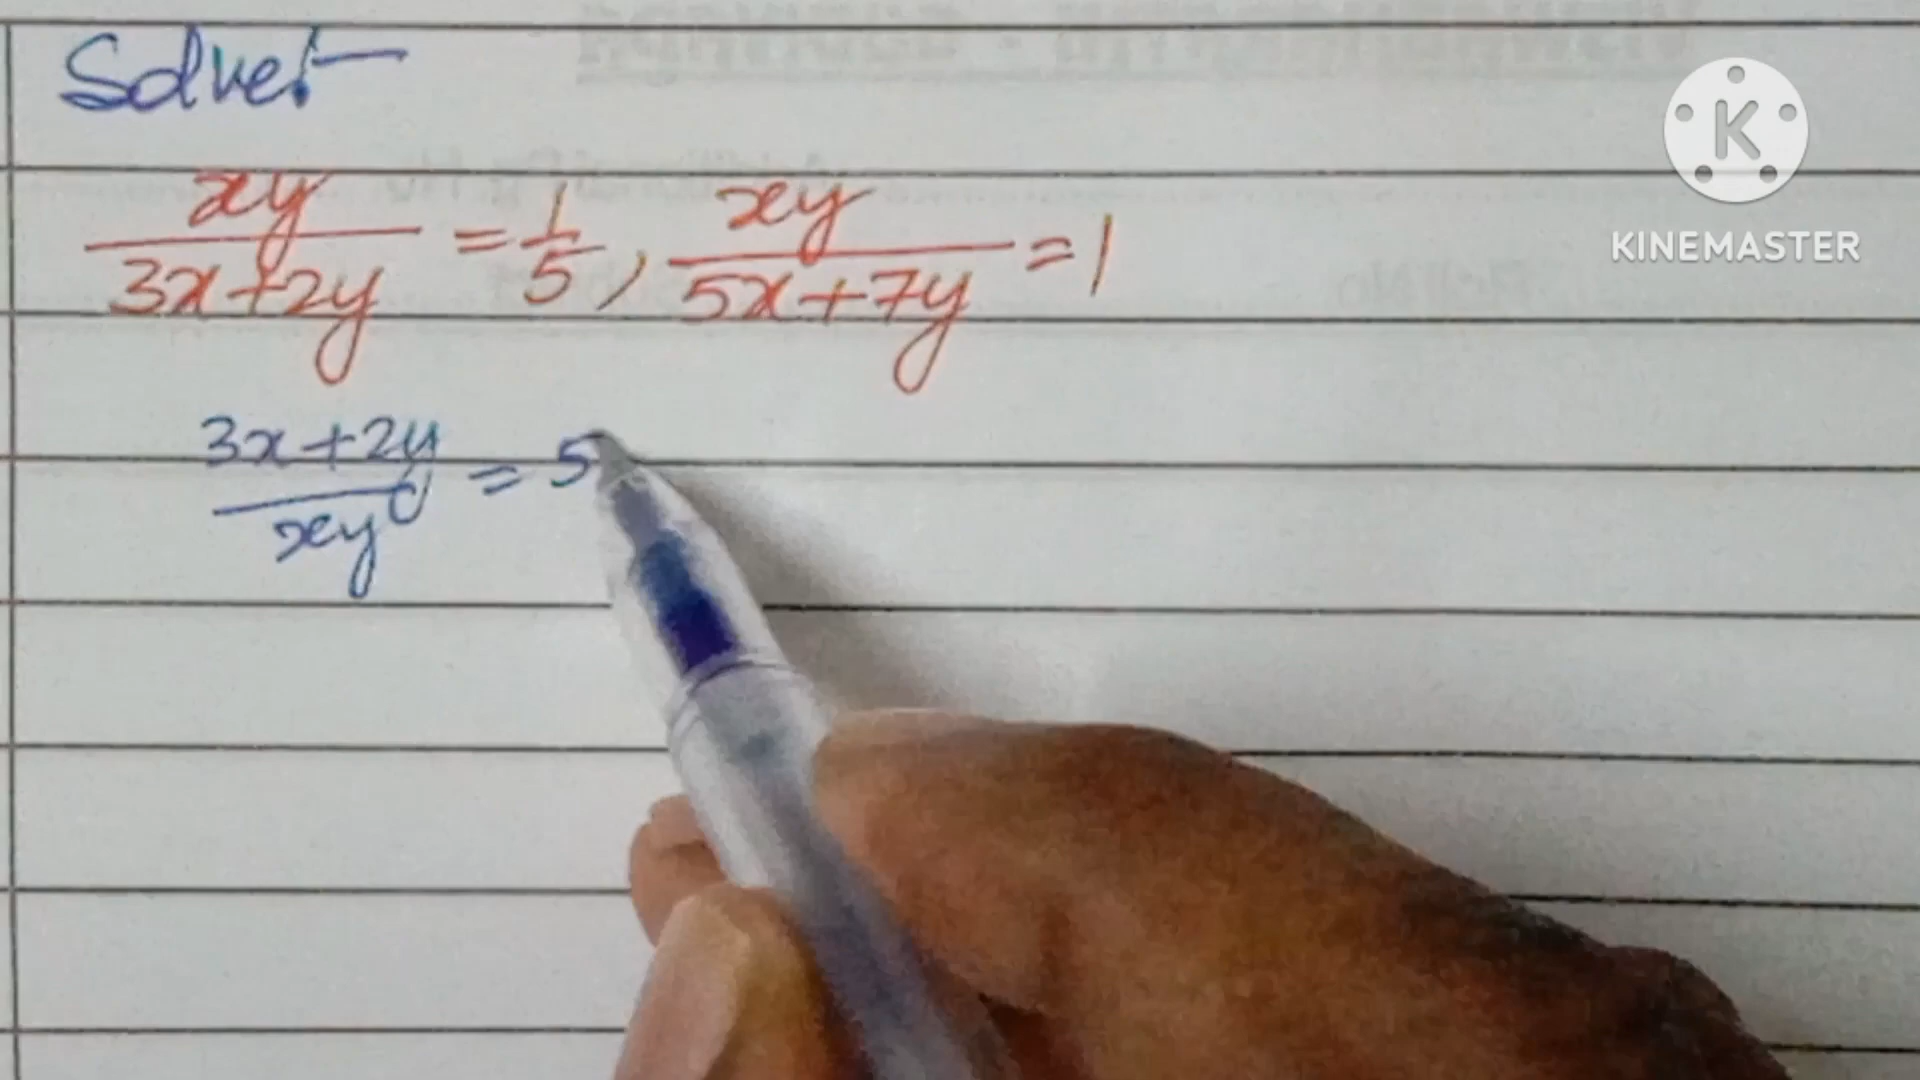 Solve:-
xy/(3x+2y) = 1/5, xy/(5x+7y) = 1
(3x+2y)/xy = 5
KINEMASTER